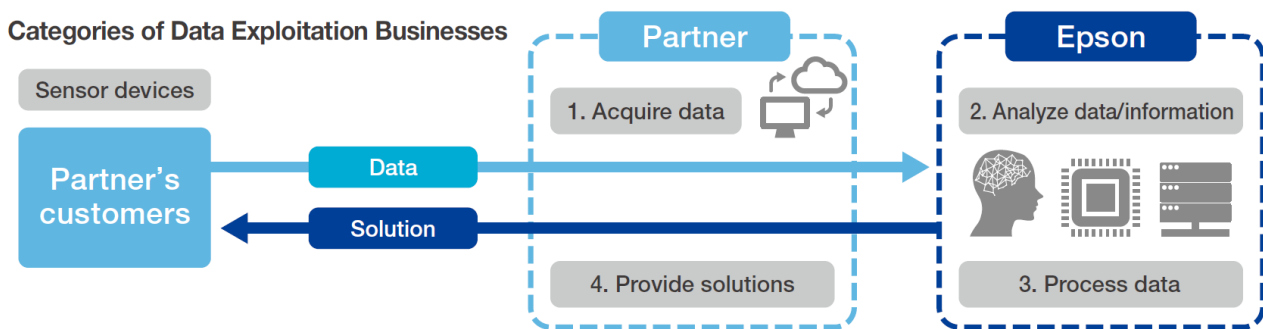 Categories of Data Exploitation Businesses
Partner
Epson
Sensor devices
1. Acquire data
2. Analyze data/information
Partner's
customers
Data
Solution
4. Provide solutions
3. Process data